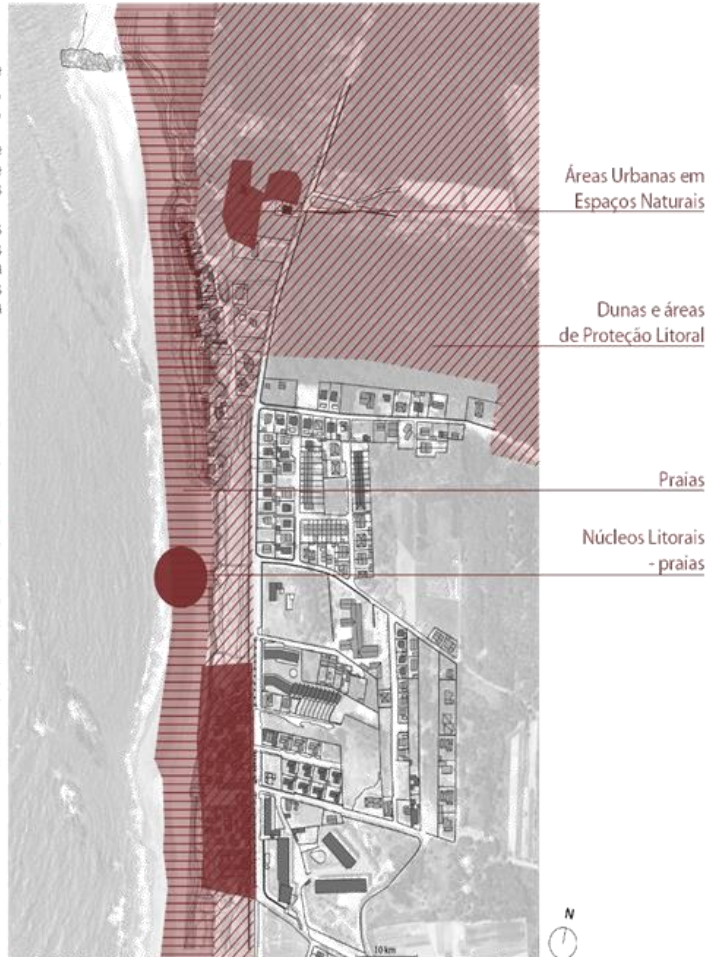 Áreas Urbanas em
Espaços Naturais
Dunas e áreas
de Proteção Litoral
Praias
Núcleos Litorais
- praias
N
10 km